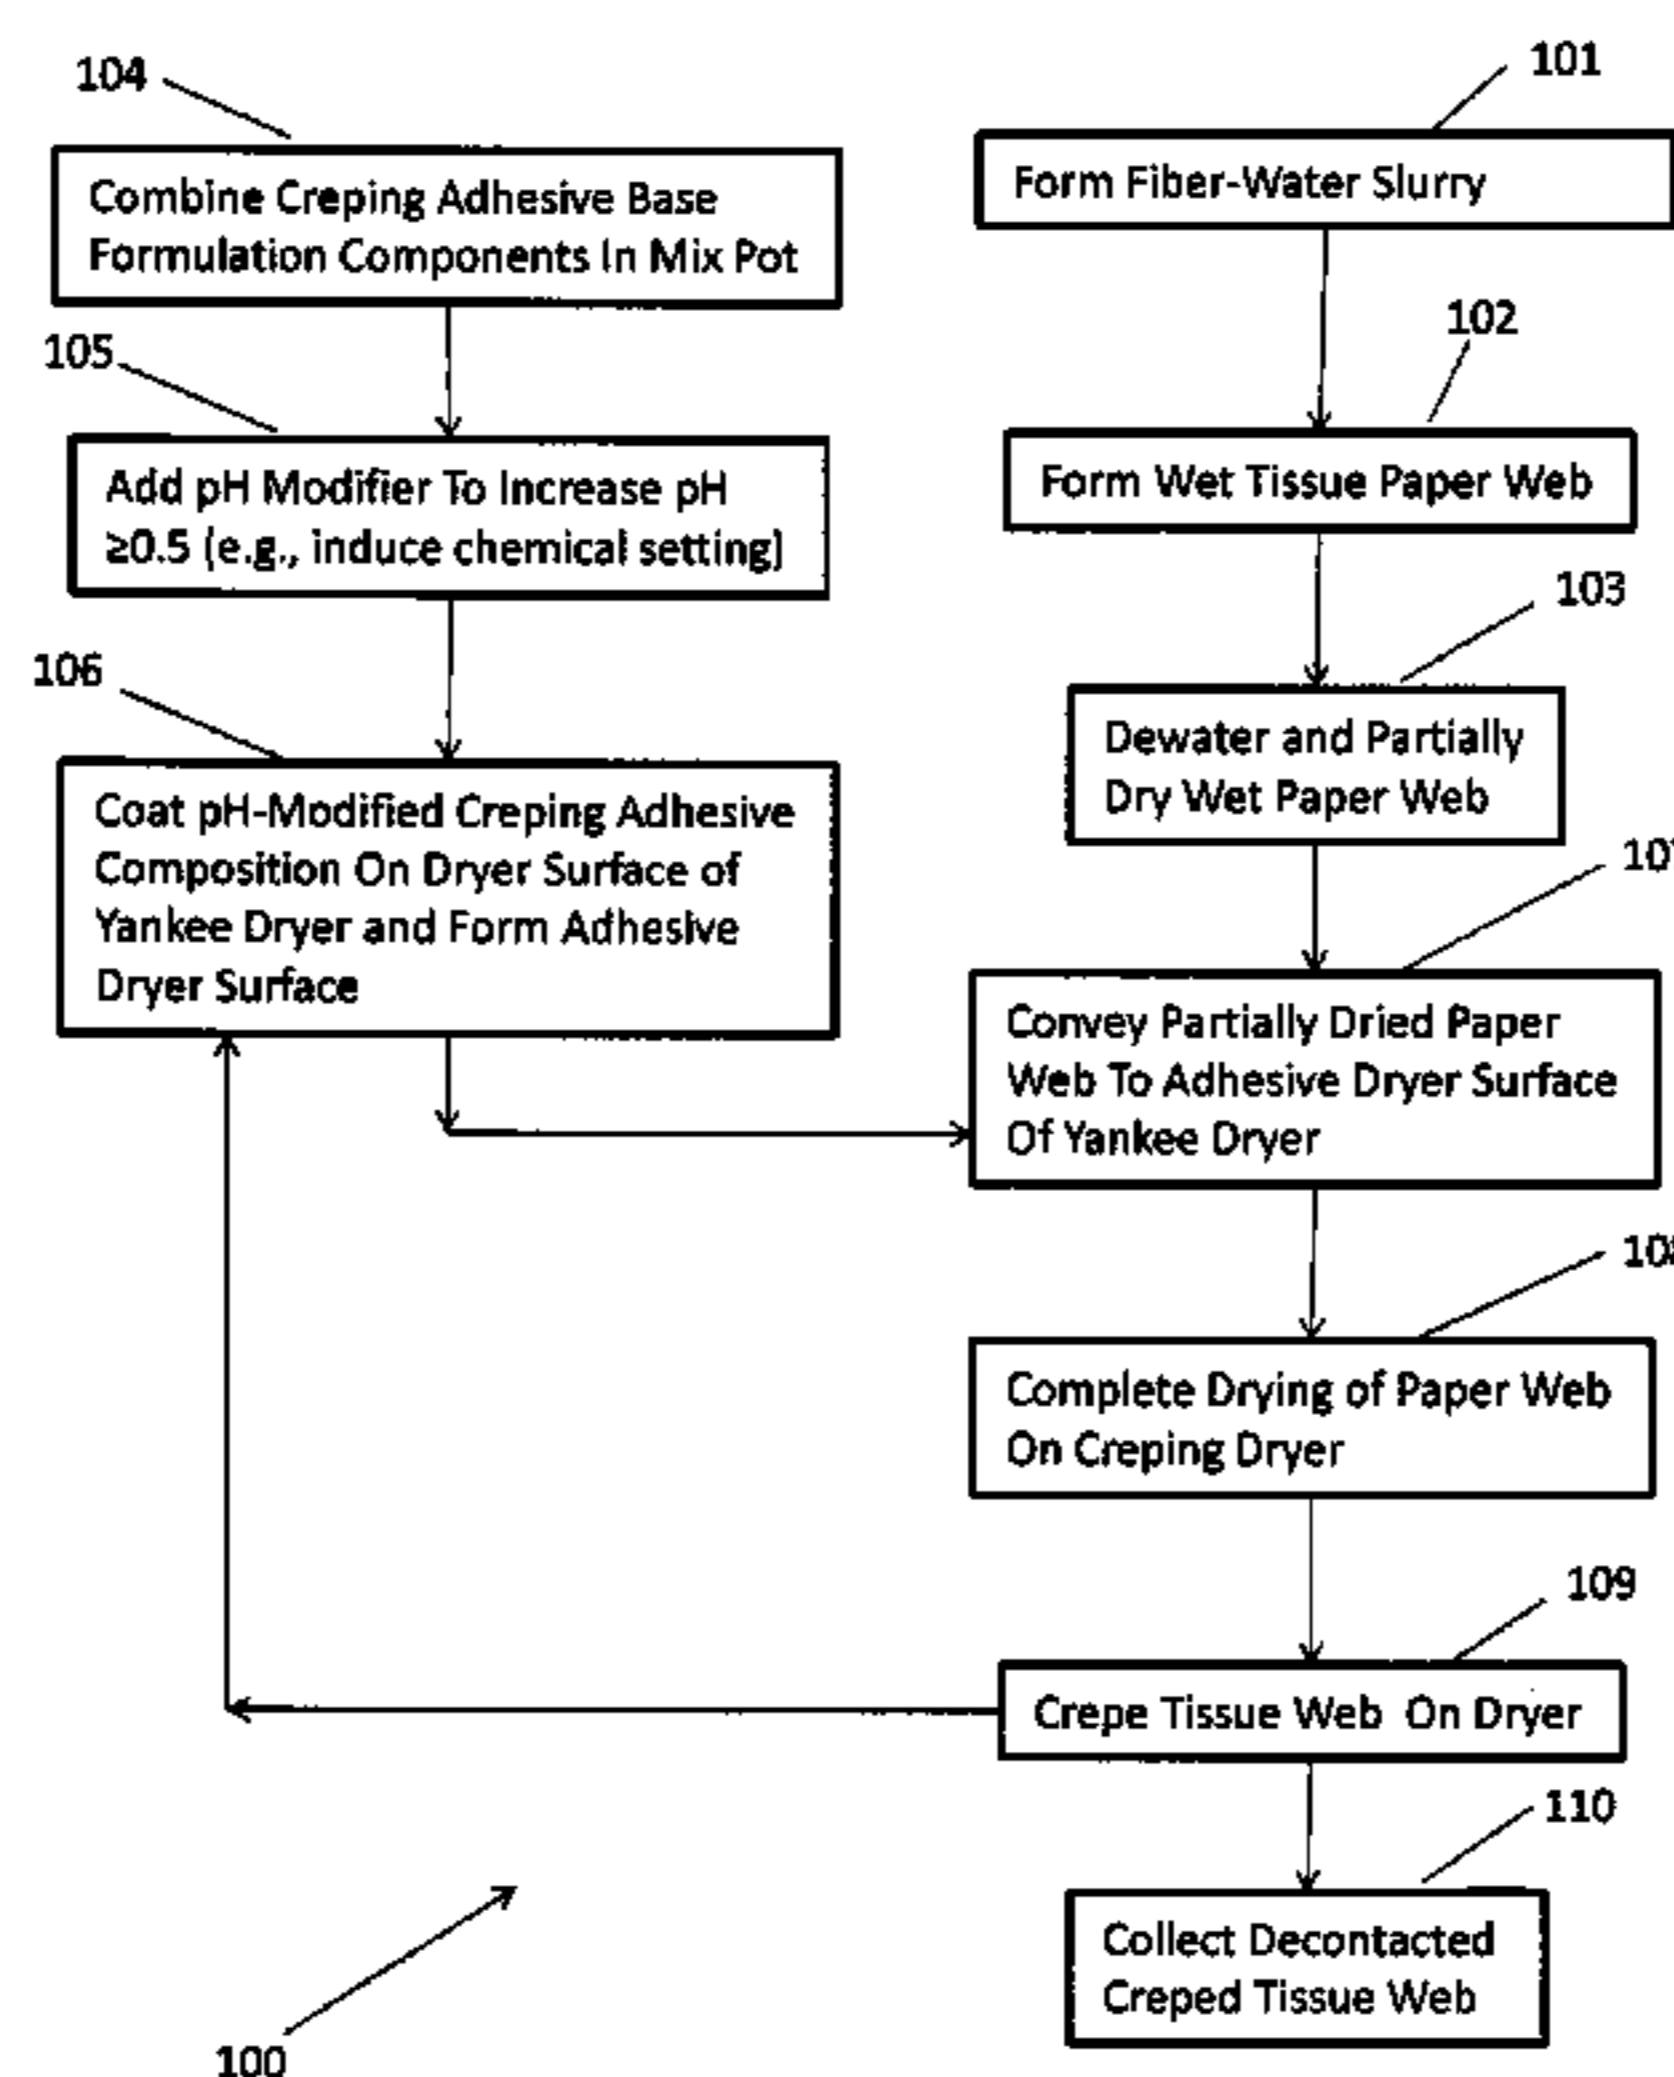 104
Combine Creping Adhesive Base
Formulation Components In Mix Pot
105
Add pH Modifier To Increase pH
≥0.5 (e.g., induce chemical setting)
106
Coat pH-Modified Creping Adhesive
Composition On Dryer Surface of
Yankee Dryer and Form Adhesive
Dryer Surface
101
Form Fiber-Water Slurry
102
Form Wet Tissue Paper Web
103
Dewater and Partially
Dry Wet Paper Web
Convey Partially Dried Paper
Web To Adhesive Dryer Surface
Of Yankee Dryer
Complete Drying of Paper Web
On Creping Dryer
109
Crepe Tissue Web On Dryer
110
Collect Decontacted
Creped Tissue Web
100